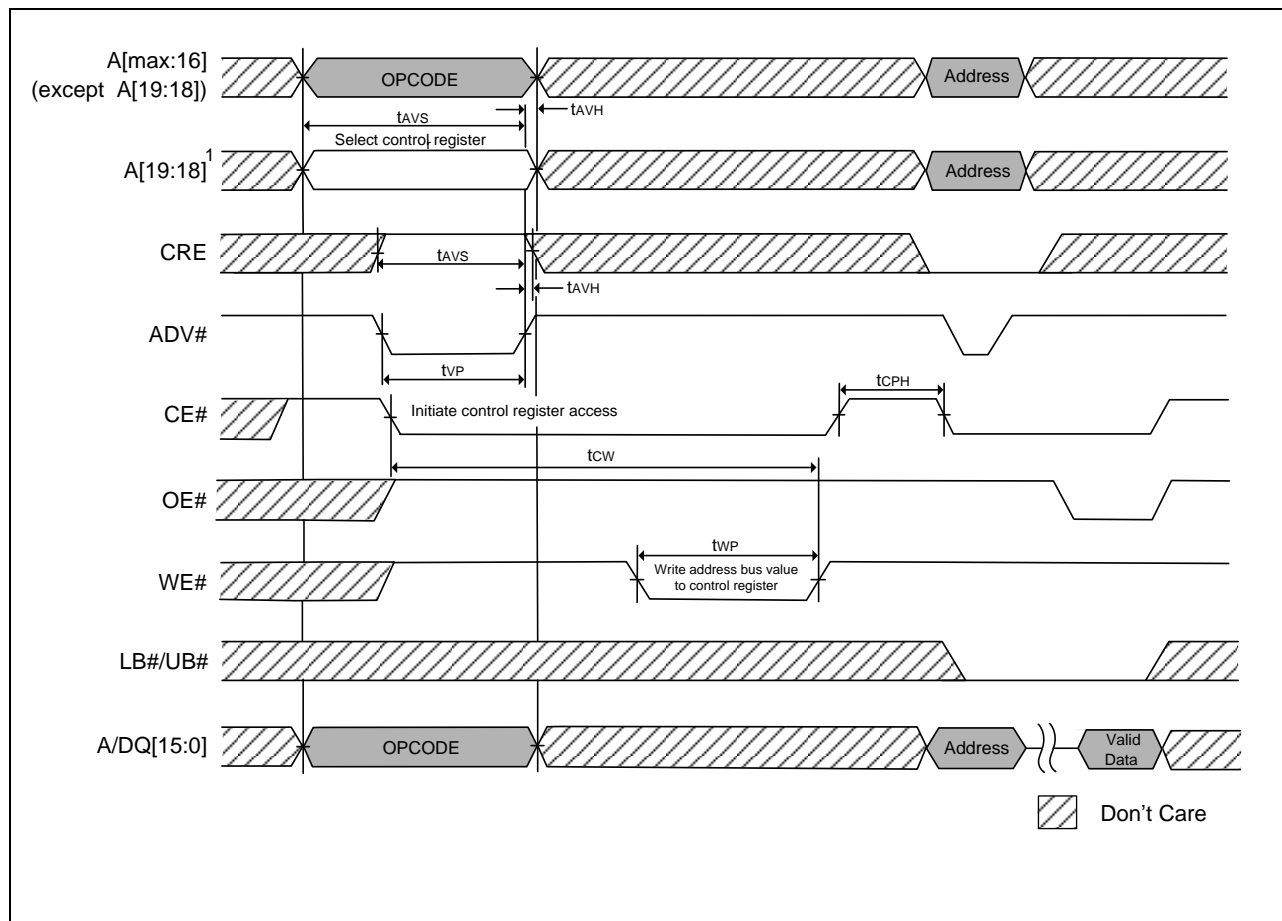 A[max:16]
(except A[19:18])
OPCODE
Address
tAVS
tAVH
Select control register
A[19:18]1
Address
CRE
tAVS
tAVH
ADV#
tVP
tCPH
CE#
Initiate control register access
tCW
OE#
tWP
WE#
Write address bus value
to control register
LB#/UB#
A/DQ[15:0]
OPCODE
Address
Valid
Data
Don't Care